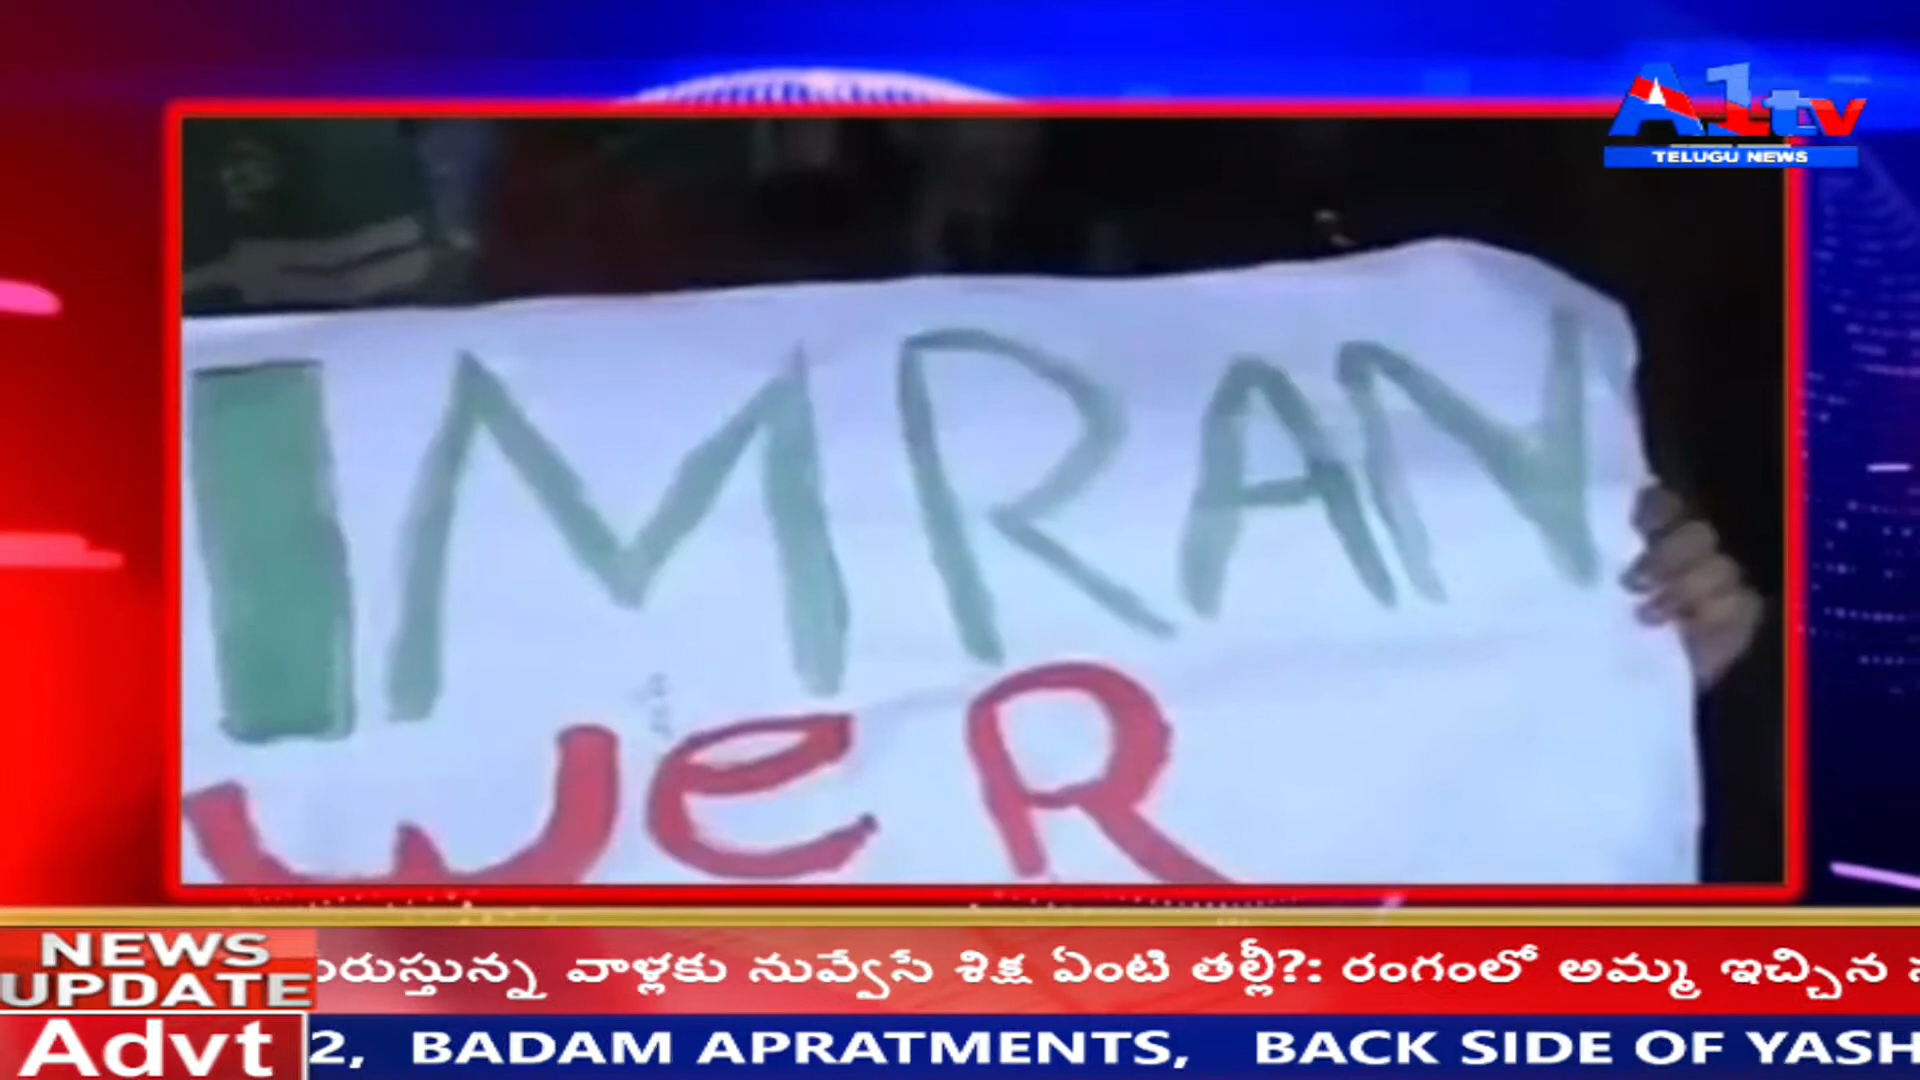 A1tv
TELUGU NEWS
IMRAN
weR
NEWS
UPDATE
వాళ్లకు నువ్వేసే శిక్ష ఏంటి తల్లీ?: రంగంలో అమ్మ ఇచ్చిన
Advt
2, BADAM APRATMENTS, BACK SIDE OF YASH